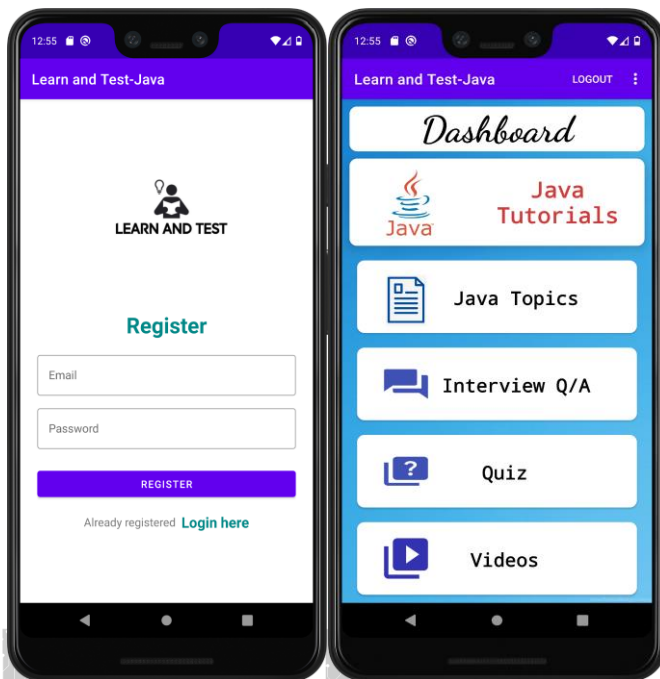 12:55
Learn and Test-Java
LEARN AND TEST
Register
Email
Password
REGISTER
Already registered Login here
12:55
Learn and Test-Java LOGOUT
Dashboard
Java
Java
Tutorials
Java Topics
Interview Q/A
?
Quiz
Videos